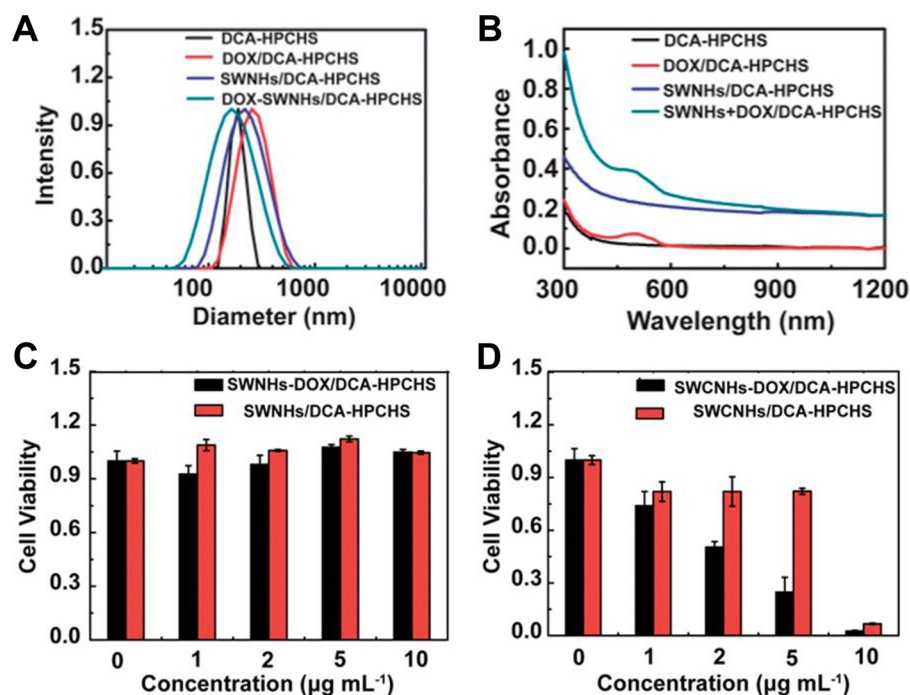 A
DCA-HPCHS
DOX/DCA-HPCHS
SWNHs/DCA-HPCHS
DOX-SWNHs/DCA-HPCHS
Intensity
1.5
1.2
0.9
0.6
0.3
0.0
100
1000
10000
Diameter (nm)
B
DCA-HPCHS
DOX/DCA-HPCHS
SWNHs/DCA-HPCHS
SWNHs+DOX/DCA-HPCHS
Absorbance
1.0
0.8
0.6
0.4
0.2
0.0
300
600
900
1200
Wavelength (nm)
C
SWNHs-DOX/DCA-HPCHS
SWNHs/DCA-HPCHS
Cell Viability
1.5
1.2
0.9
0.6
0.3
0.0
0
1
2
5
10
Concentration (µg mL⁻¹)
D
SWCNHs-DOX/DCA-HPCHS
SWCNHs/DCA-HPCHS
Cell Viability
1.5
1.2
0.9
0.6
0.3
0.0
0
1
2
5
10
Concentration (µg mL⁻¹)